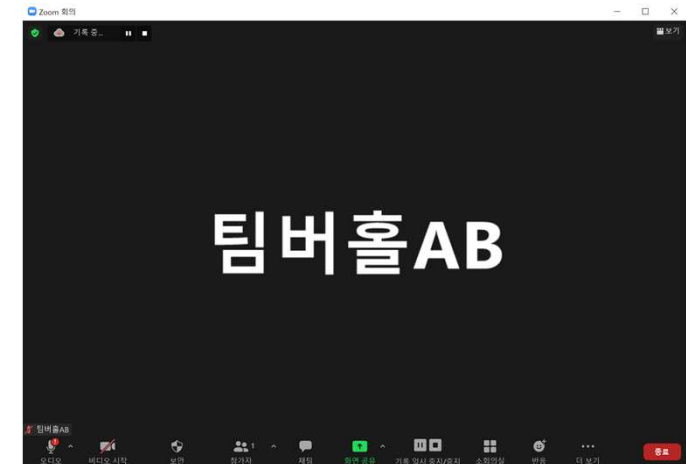 Zoom 회의
기록 중...
보기
팀버홀AB
팀버홀AB
1
오디오 비디오 시작 보안 참가자 채팅 화면 공유 기록 일시 중지/중지 소회의실 반응 더 보기 종료